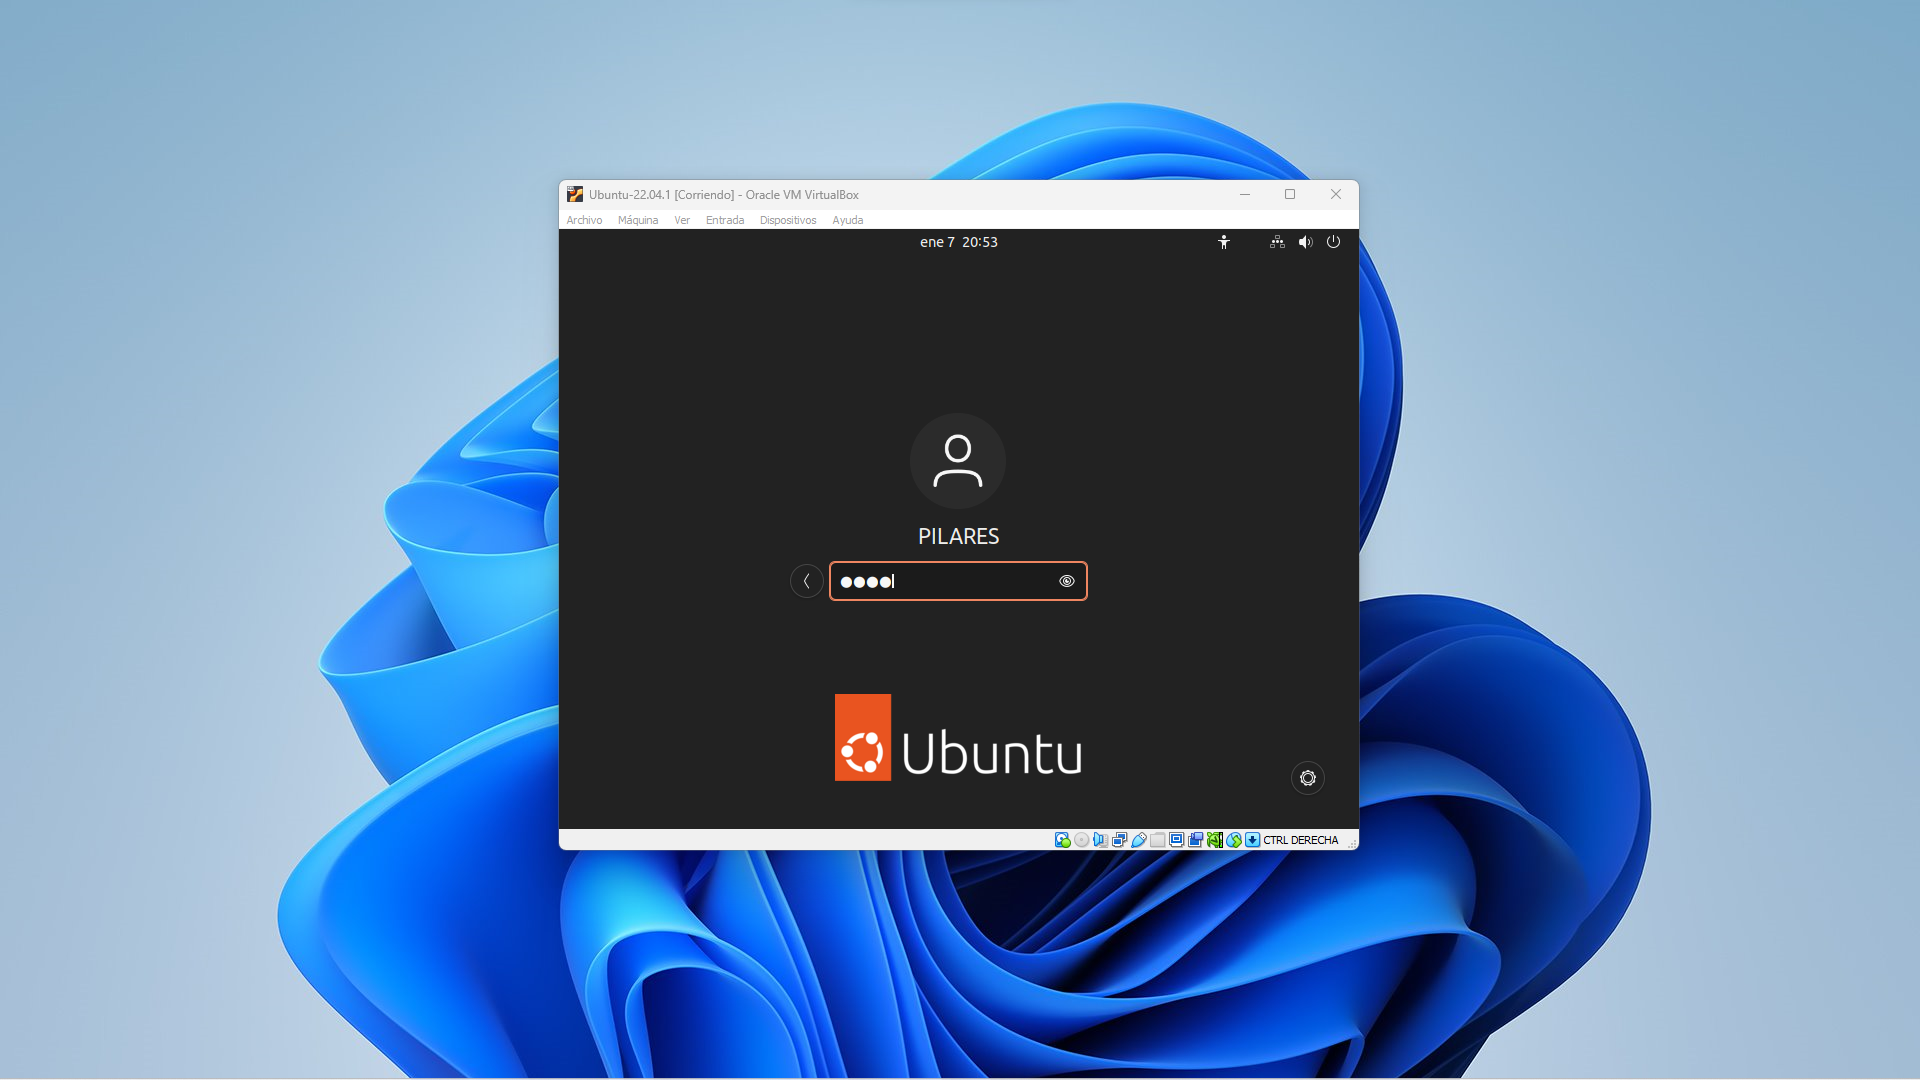 Ubuntu-22.04.1 [Corriendo] - Oracle VM VirtualBox
Archivo Máquina Ver Entrada Dispositivos Ayuda
ene 7 20:53
PILARES
Ubuntu
CTRL DERECHA